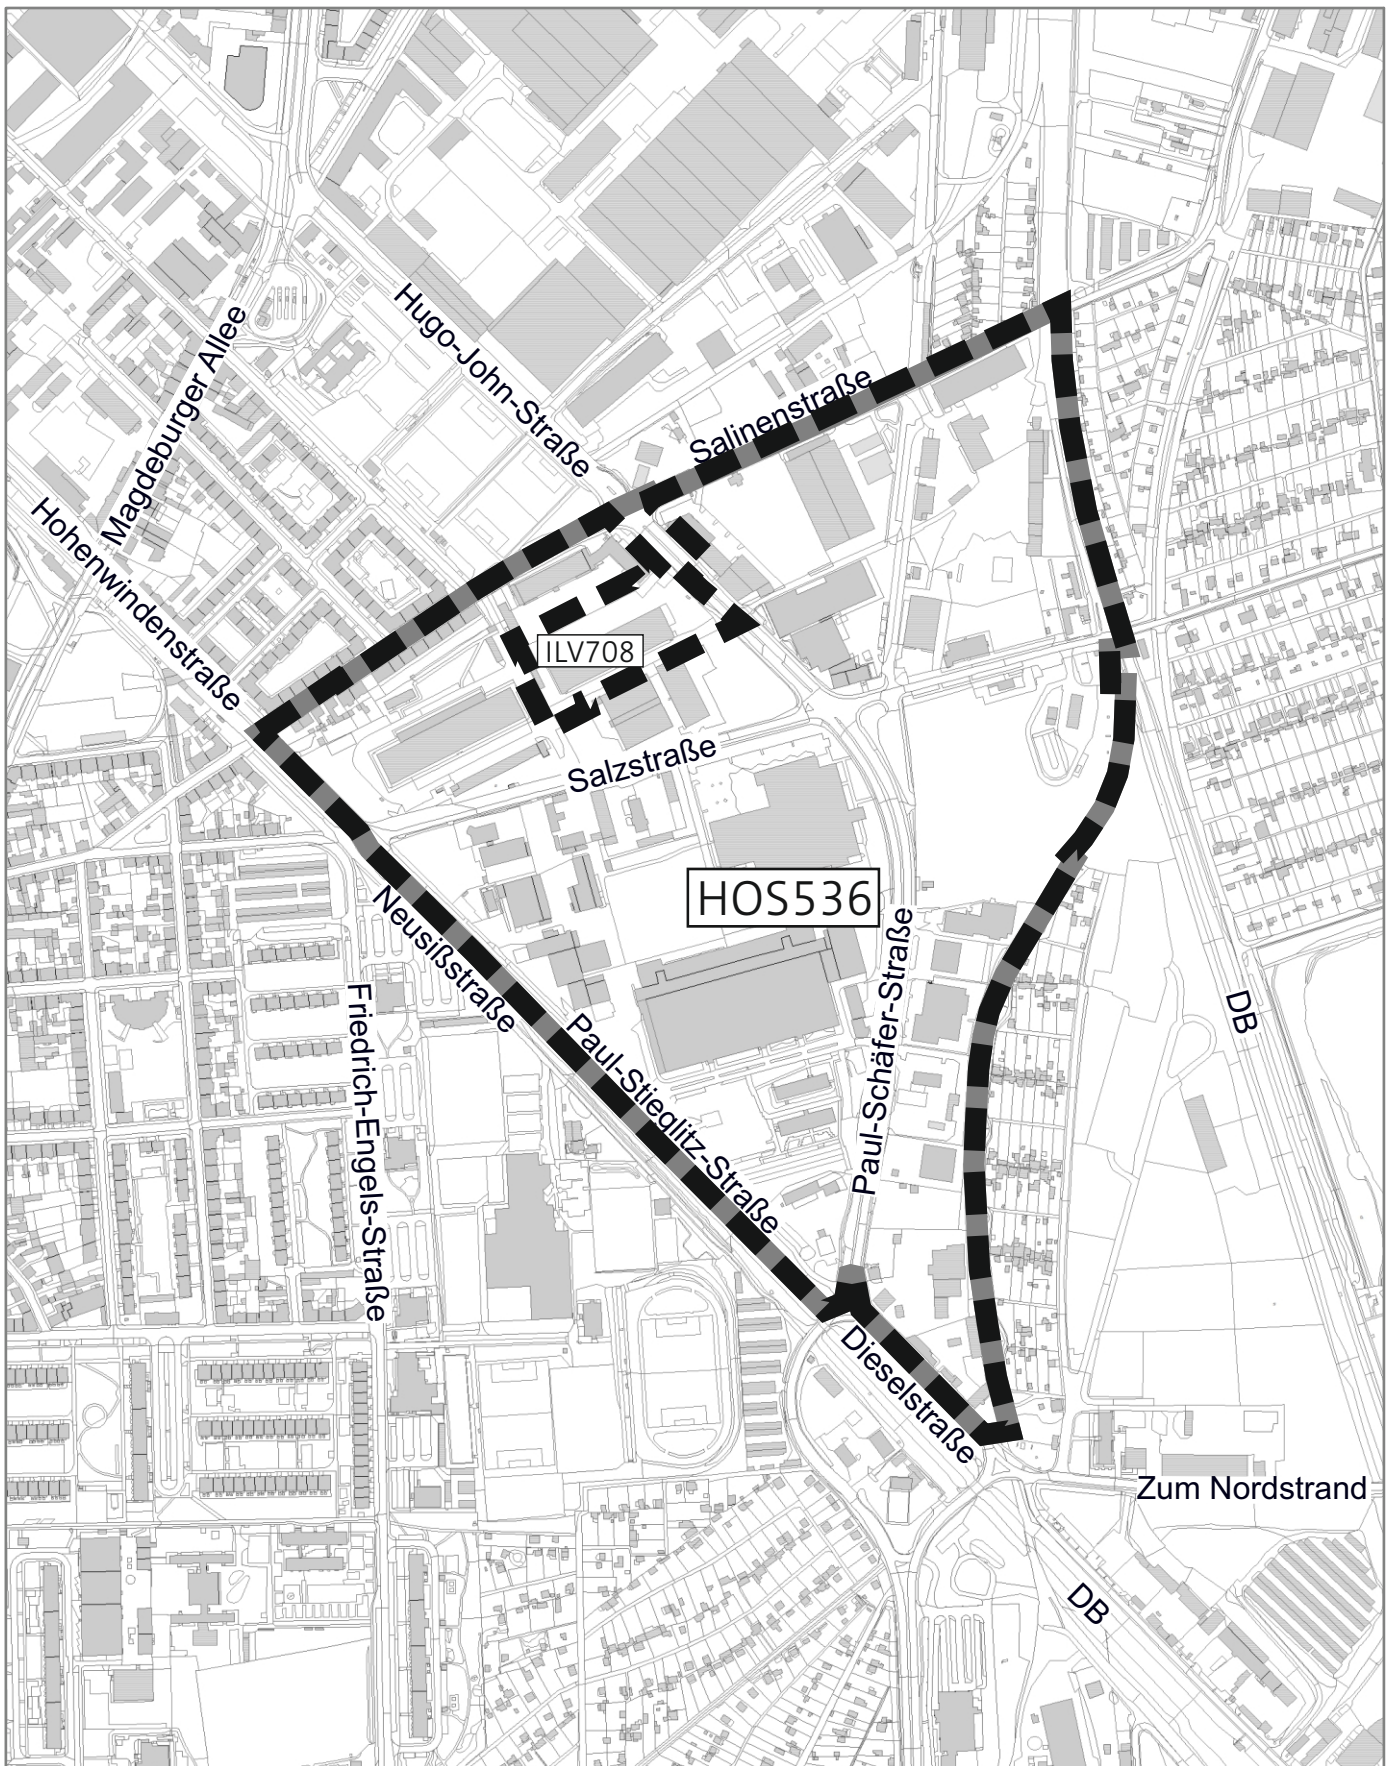 Hugo-John-Straße
Magdeburger Allee
Salinenstraße
Hohenwindenstraße
ILV708
Salzstraße
HOS536
Neusißstraße
Paul-Schäfer-Straße
Friedrich-Engels-Straße
Paul-Stieglitz-Straße
DB
Dieselstraße
Zum Nordstrand
DB